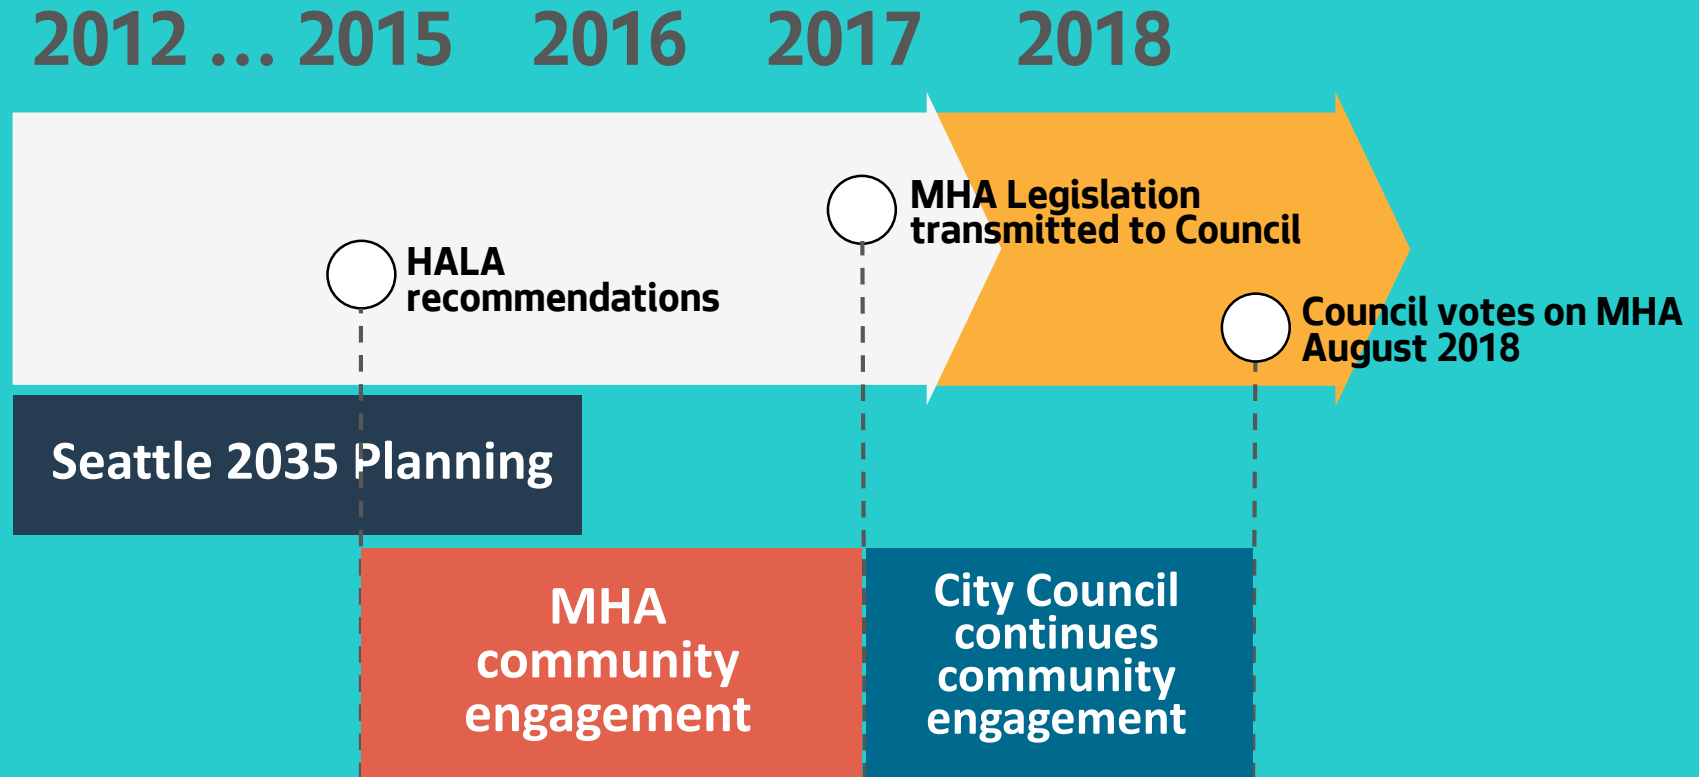 2012 ... 2015 2016 2017 2018
MHA Legislation
transmitted to Council
HALA
recommendations
Council votes on MHA
August 2018
Seattle 2035 Planning
MHA
community
engagement
City Council
continues
community
engagement